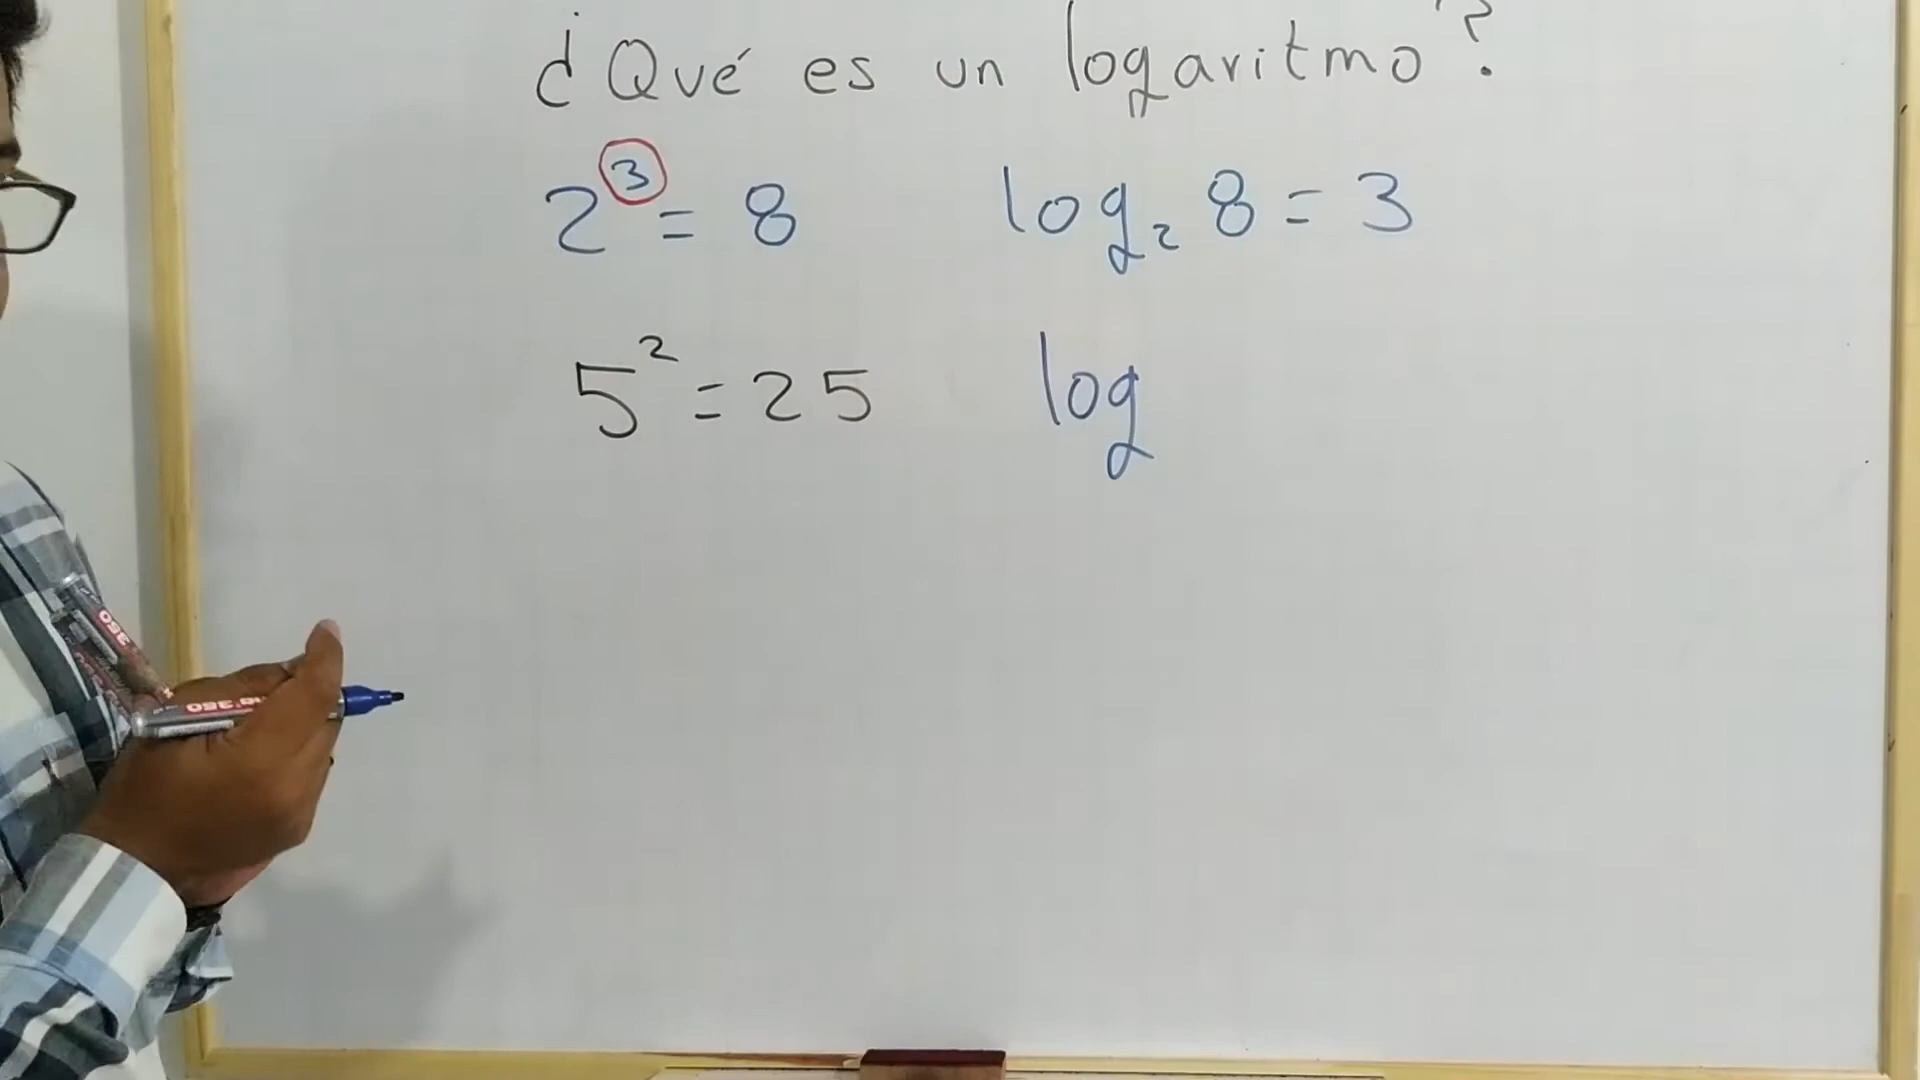 ¿Qué es un logaritmo?
2³ = 8 log₂ 8 = 3
5² = 25 log